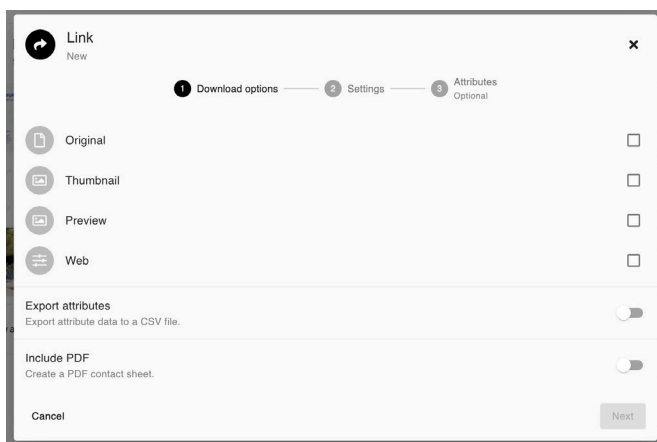 Link
New
1 Download options
2 Settings
3 Attributes
Optional
Original
Thumbnail
Preview
Web
Export attributes
Export attribute data to a CSV file.
Include PDF
Create a PDF contact sheet.
Cancel
Next